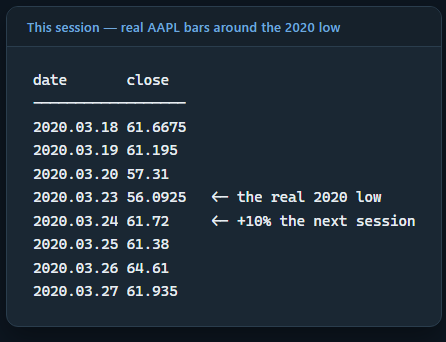 This session — real AAPL bars around the 2020 low
date close
2020.03.18 61.6675
2020.03.19 61.195
2020.03.20 57.31
2020.03.23 56.0925 <- the real 2020 low
2020.03.24 61.72 <- +10% the next session
2020.03.25 61.38
2020.03.26 64.61
2020.03.27 61.935